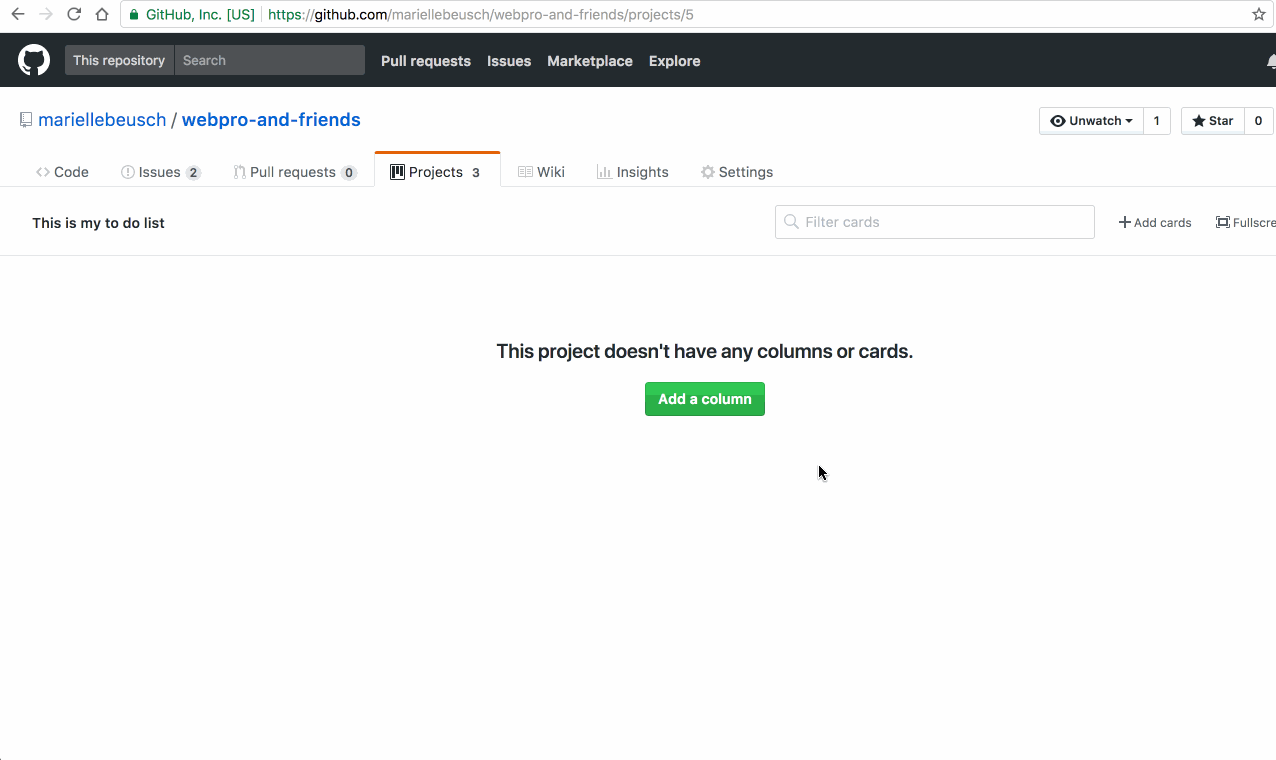 GitHub, Inc. [US] https://github.com/mariellebeusch/webpro-and-friends/projects/5
This repository Search Pull requests Issues Marketplace Explore
mariellebeusch / webpro-and-friends Unwatch 1 Star 0
Code Issues 2 Pull requests 0 Projects 3 Wiki Insights Settings
This is my to do list Filter cards Add cards Fullscre
This project doesn't have any columns or cards.
Add a column